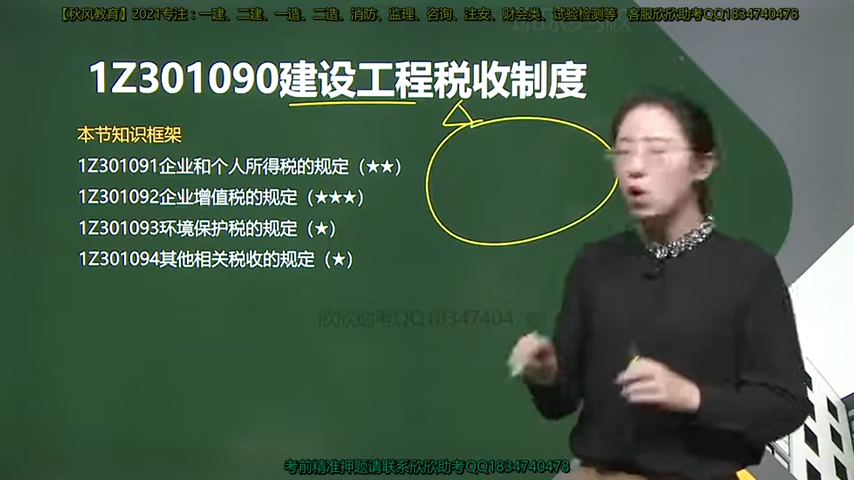 【秋风教育】2021专注：一建、二建、一造、二造、消防、监理、咨询、注安、财会类、试验检测等 客服欣欣助考QQ1834740478
1Z301090建设工程税收制度
本节知识框架
1Z301091企业和个人所得税的规定（★★）
1Z301092企业增值税的规定（★★★）
1Z301093环境保护税的规定（★）
1Z301094其他相关税收的规定（★）
欣欣助考QQ183474047
考前精准押题请联系欣欣助考QQ1834740478